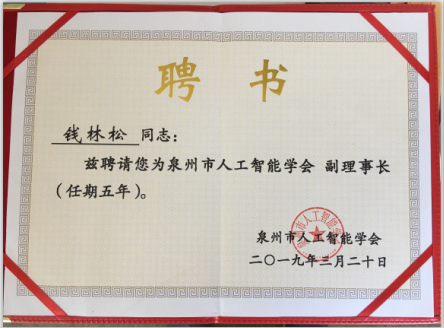 聘书
钱林松 同志：
兹聘请您为泉州市人工智能学会 副理事长
（任期五年）。
泉州市人工智能学会
二〇一九年三月二十日